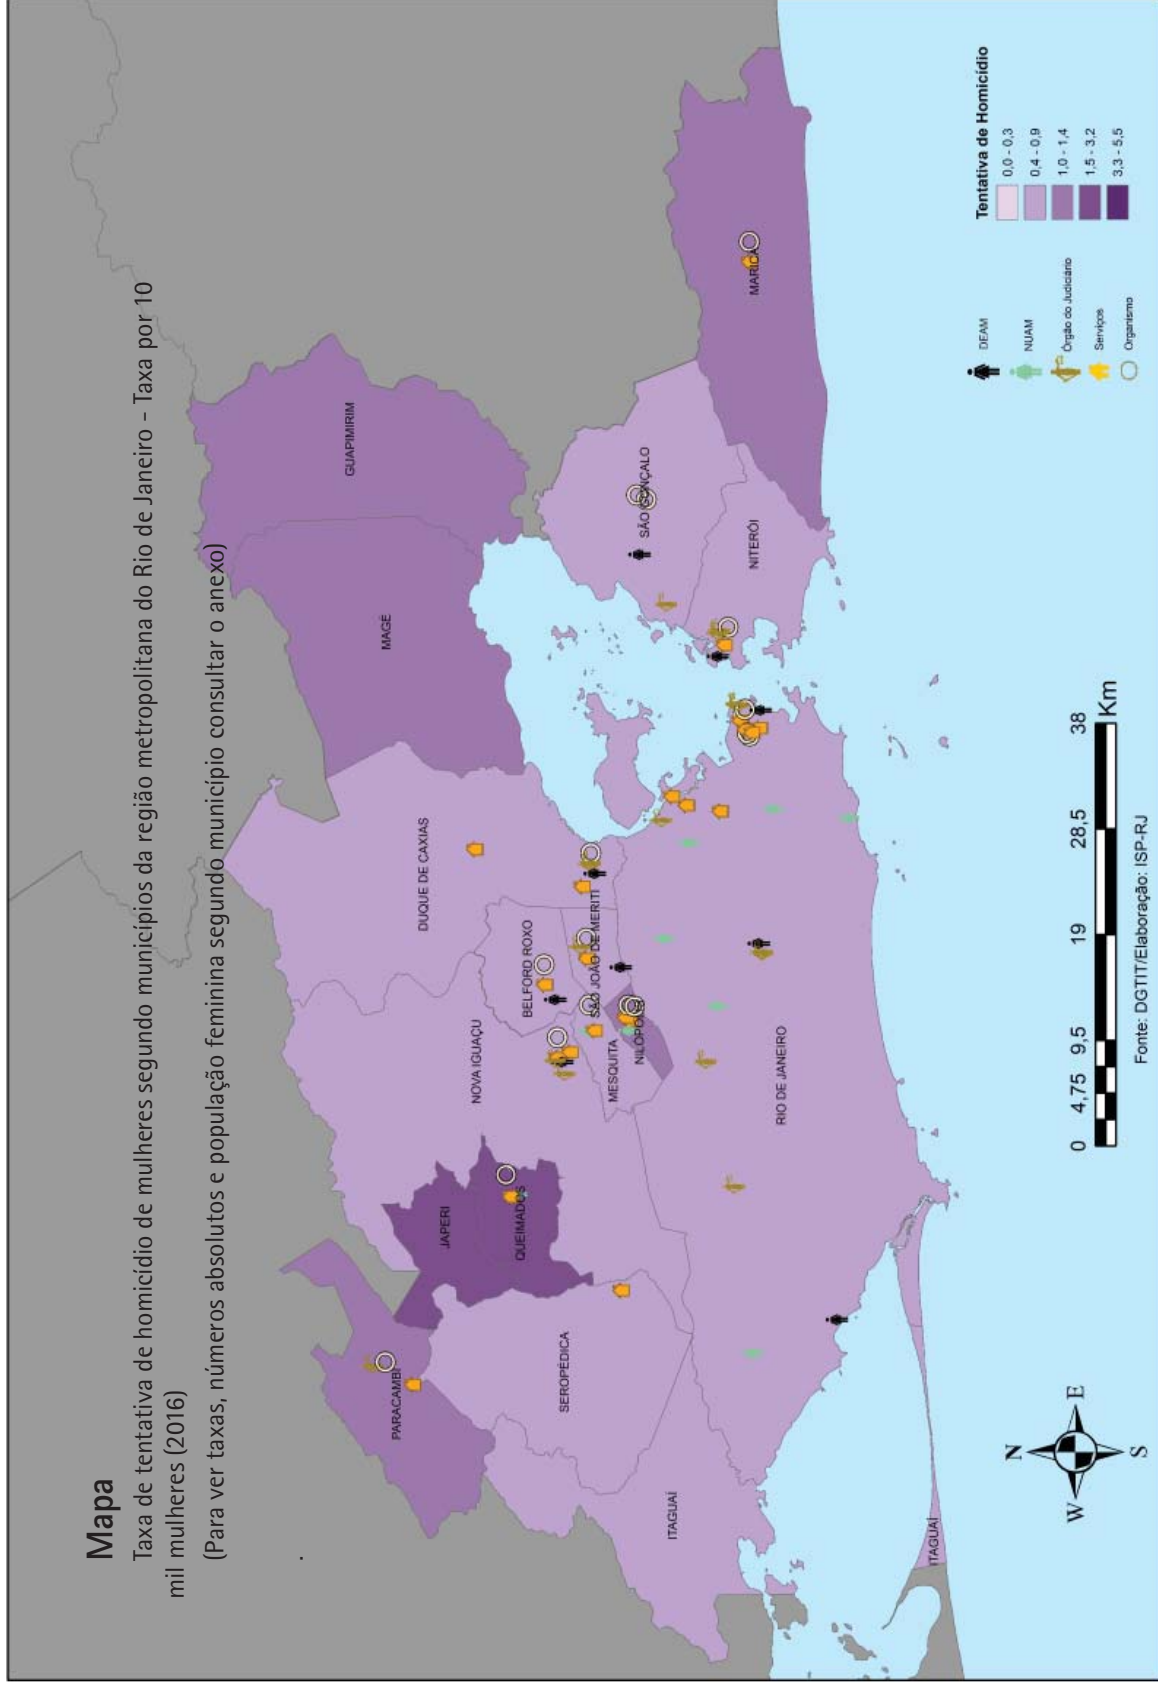 Mapa
Taxa de tentativa de homicídio de mulheres segundo municípios da região metropolitana do Rio de Janeiro - Taxa por 10
mil mulheres (2016)
(Para ver taxas, números absolutos e população feminina segundo município consultar o anexo)
.
GUAPIMIRIM
MAGÉ
DUQUE DE CAXIAS
PARACAMBI
JAPERI
NOVA IGUAÇU
QUEIMADOS
BELFORD ROXO
SEROPÉDICA
SÃO JOÃO DE MERITI
MESQUITA
NILÓPOLIS
SÃO GONÇALO
ITAGUAÍ
NITERÓI
MARICÁ
RIO DE JANEIRO
ITAGUAÍ
DEAM
NUAM
Órgão do Judiciário
Serviços
Organismo
Tentativa de Homicídio
0,0 - 0,3
0,4 - 0,9
1,0 - 1,4
1,5 - 3,2
3,3 - 5,5
N
W E
S
0 4,75 9,5 19 28,5 38
Km
Fonte: DGTIT/Elaboração: ISP-RJ